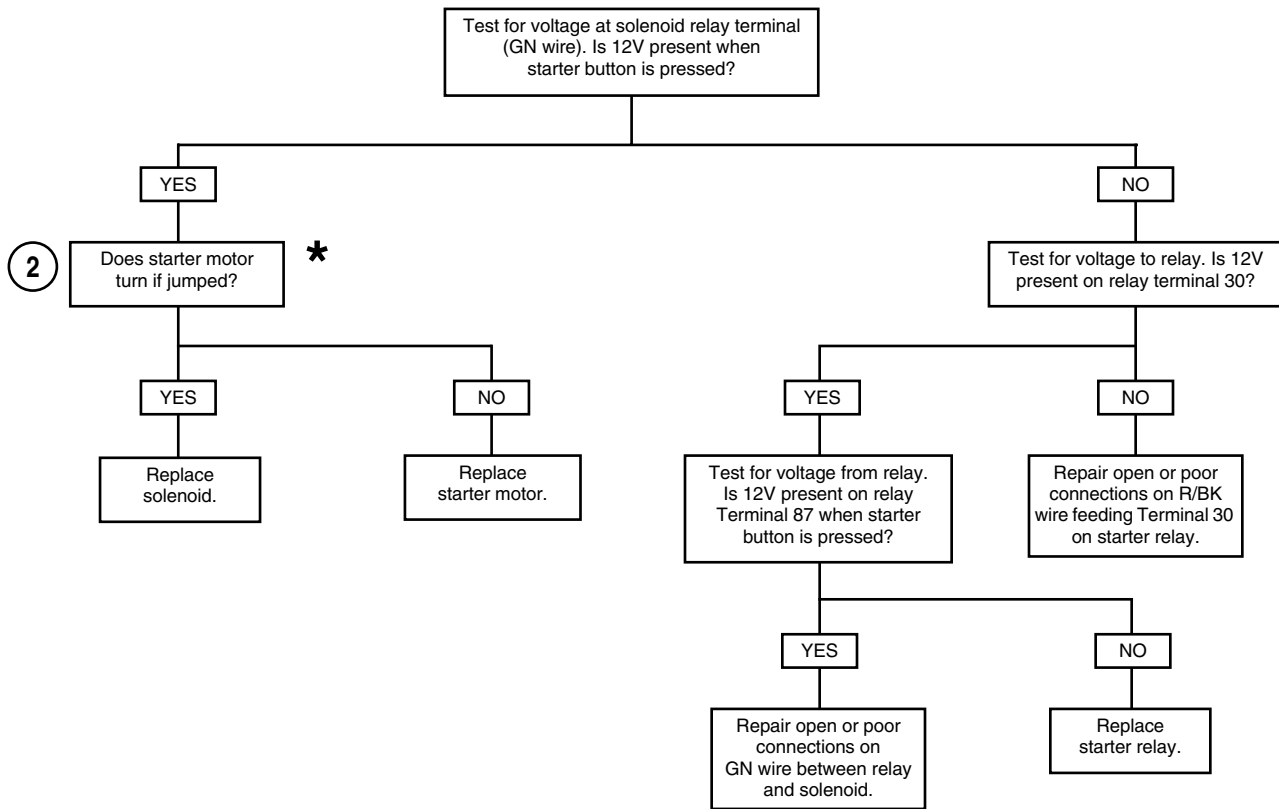 Test for voltage at solenoid relay terminal
(GN wire). Is 12V present when
starter button is pressed?
YES
NO
2
Does starter motor
turn if jumped?
*
Test for voltage to relay. Is 12V
present on relay terminal 30?
YES
NO
YES
NO
Replace
solenoid.
Replace
starter motor.
Test for voltage from relay.
Is 12V present on relay
Terminal 87 when starter
button is pressed?
Repair open or poor
connections on R/BK
wire feeding Terminal 30
on starter relay.
YES
NO
Repair open or poor
connections on
GN wire between relay
and solenoid.
Replace
starter relay.